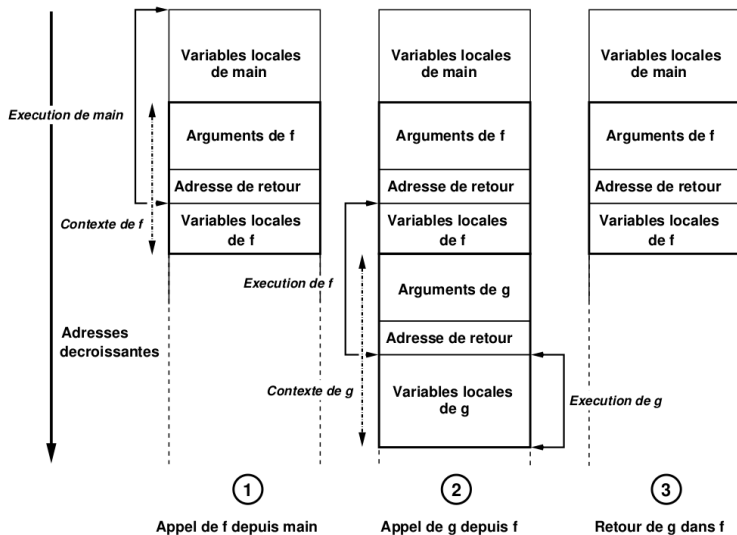 Variables locales
de main
Execution de main
Arguments de f
Adresse de retour
Contexte de f
Variables locales
de f
Adresses
decroissantes
1
Appel de f depuis main
Variables locales
de main
Arguments de f
Adresse de retour
Variables locales
de f
Execution de f
Arguments de g
Adresse de retour
Contexte de g
Variables locales
de g
Execution de g
2
Appel de g depuis f
Variables locales
de main
Arguments de f
Adresse de retour
Variables locales
de f
3
Retour de g dans f